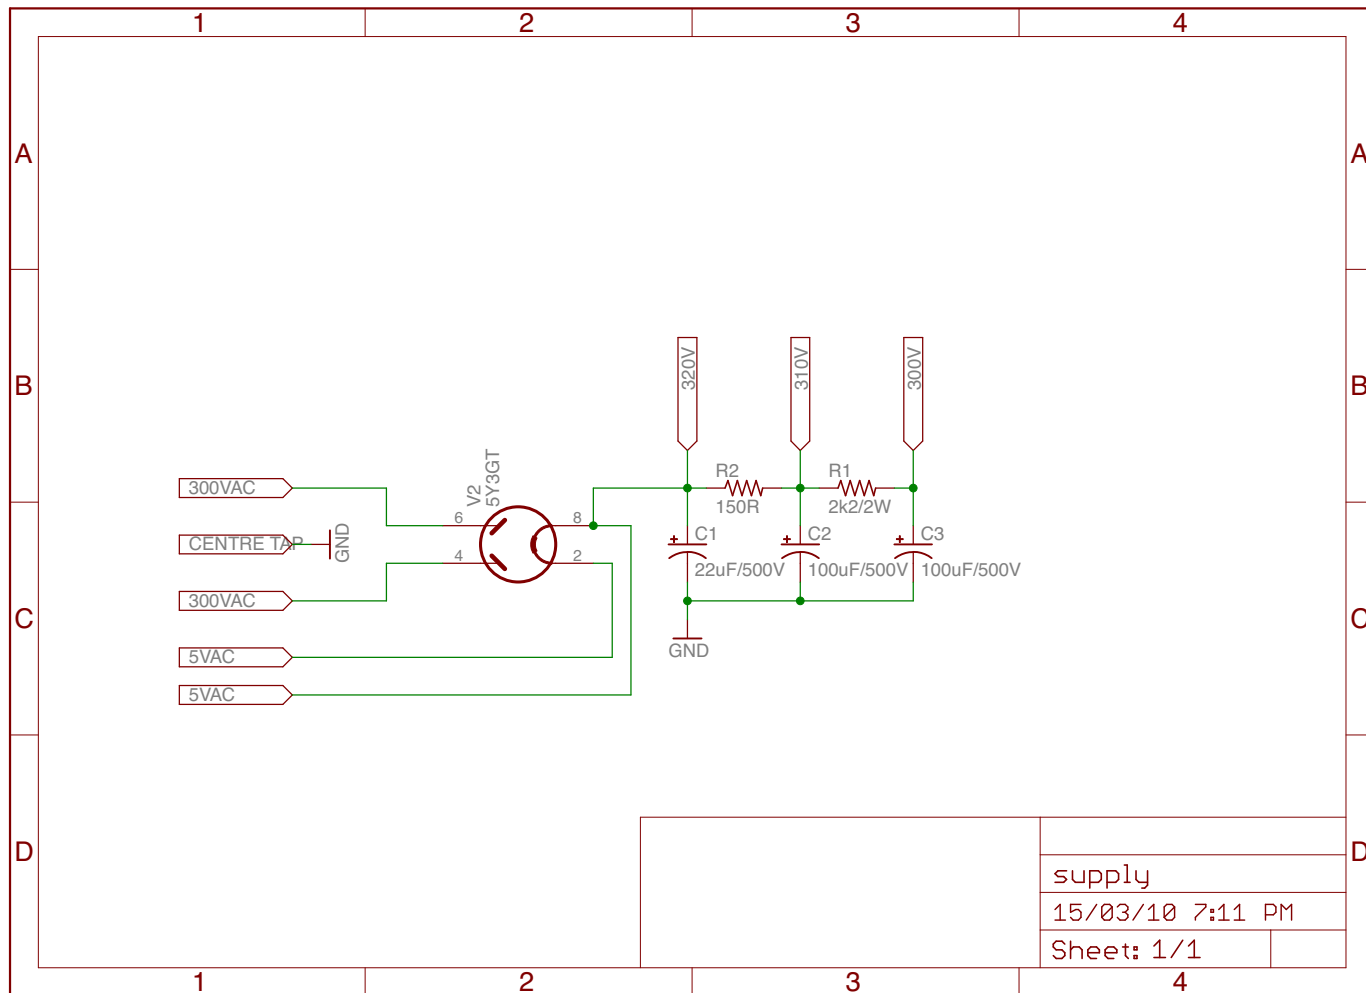 1 2 3 4
A A
B B
C C
D D
320V
310V
300V
R2
150R
R1
2k2/2W
V2
5Y3GT
300VAC
6
8
CENTRE TAP
GND
4
2
+
C1
22uF/500V
+
C2
100uF/500V
+
C3
100uF/500V
300VAC
GND
5VAC
5VAC
supply
15/03/10 7:11 PM
Sheet: 1/1
1 2 3 4